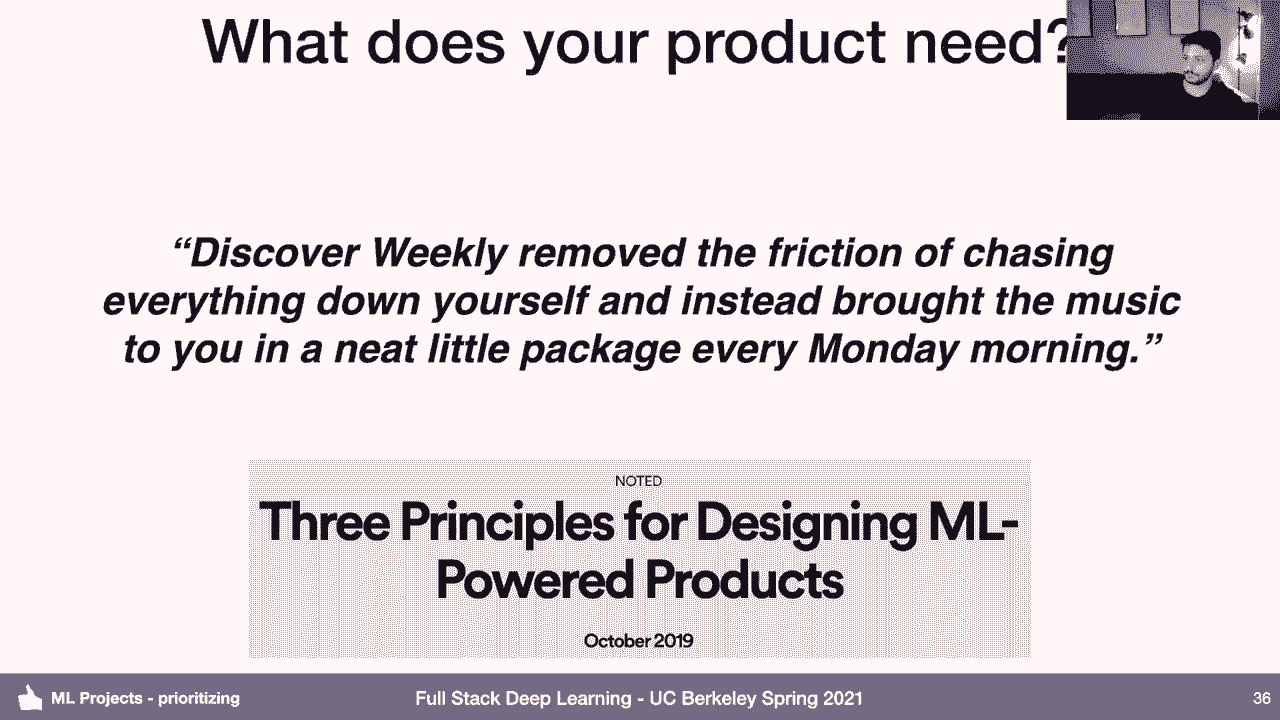 What does your product need?
“Discover Weekly removed the friction of chasing
everything down yourself and instead brought the music
to you in a neat little package every Monday morning.”
NOTED
Three Principles for Designing ML-
Powered Products
October 2019
ML Projects - prioritizing
Full Stack Deep Learning - UC Berkeley Spring 2021
36